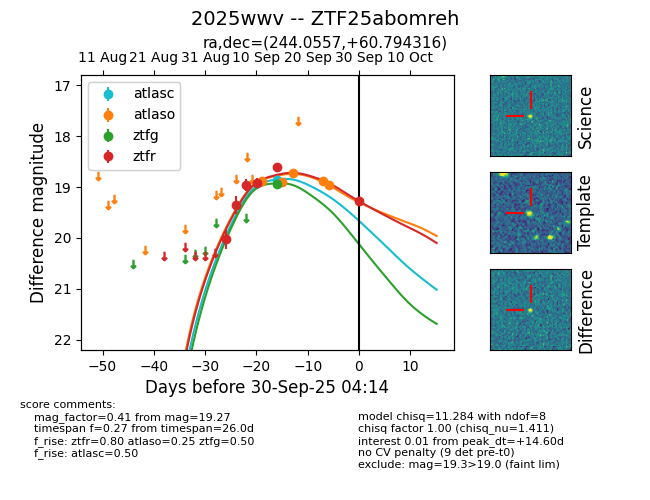 2025wwv -- ZTF25abomreh
ra,dec=(244.0557,+60.794316)
11 Aug 21 Aug 31 Aug 10 Sep 20 Sep 30 Sep 10 Oct
17
18
19
20
21
22
Difference magnitude
atlasc
atlaso
ztfg
ztfr
−50 −40 −30 −20 −10 0 10
Days before 30-Sep-25 04:14
Science
Template
Difference
score comments:
mag_factor=0.41 from mag=19.27
timespan f=0.27 from timespan=26.0d
f_rise: ztfr=0.80 atlaso=0.25 ztfg=0.50
f_rise: atlasc=0.50
model chisq=11.284 with ndof=8
chisq factor 1.00 (chisq_nu=1.411)
interest 0.01 from peak_dt=+14.60d
no CV penalty (9 det pre-t0)
exclude: mag=19.3>19.0 (faint lim)